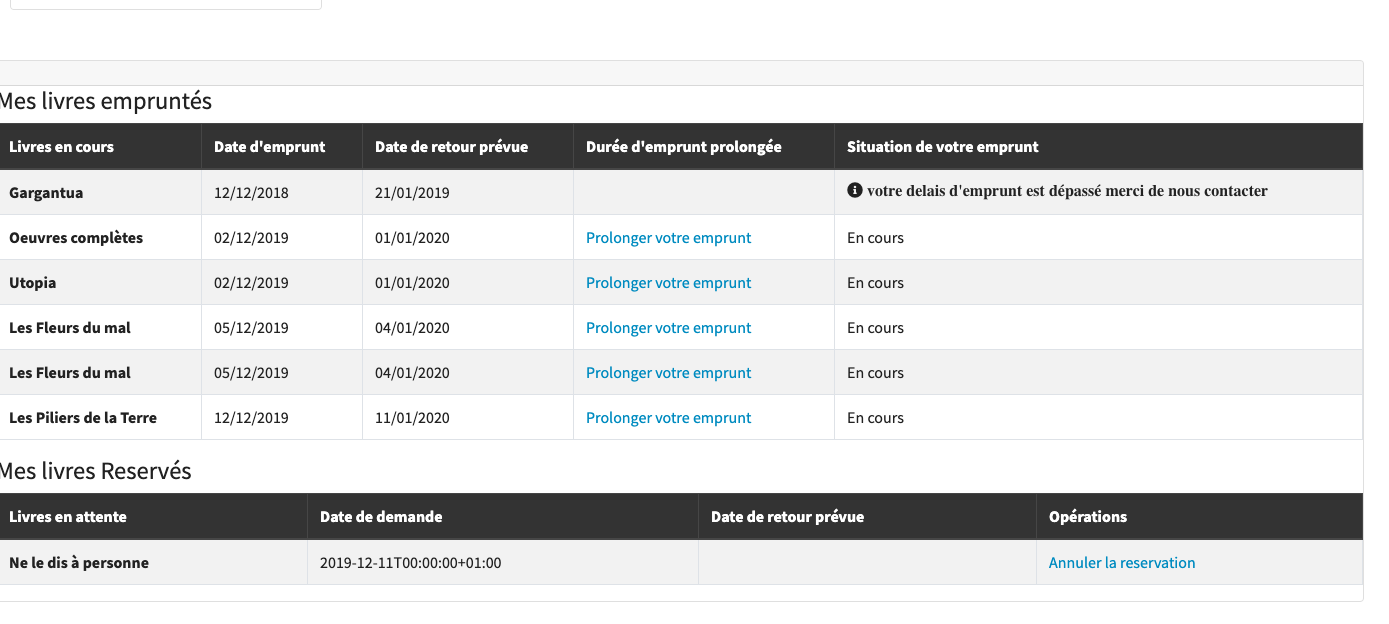 Mes livres empruntés
Livres en cours Date d'emprunt Date de retour prévue Durée d'emprunt prolongée Situation de votre emprunt
Gargantua 12/12/2018 21/01/2019 votre delais d'emprunt est dépassé merci de nous contacter
Oeuvres complètes 02/12/2019 01/01/2020 Prolonger votre emprunt En cours
Utopia 02/12/2019 01/01/2020 Prolonger votre emprunt En cours
Les Fleurs du mal 05/12/2019 04/01/2020 Prolonger votre emprunt En cours
Les Fleurs du mal 05/12/2019 04/01/2020 Prolonger votre emprunt En cours
Les Piliers de la Terre 12/12/2019 11/01/2020 Prolonger votre emprunt En cours
Mes livres Reservés
Livres en attente Date de demande Date de retour prévue Opérations
Ne le dis à personne 2019-12-11T00:00:00+01:00 Annuler la reservation